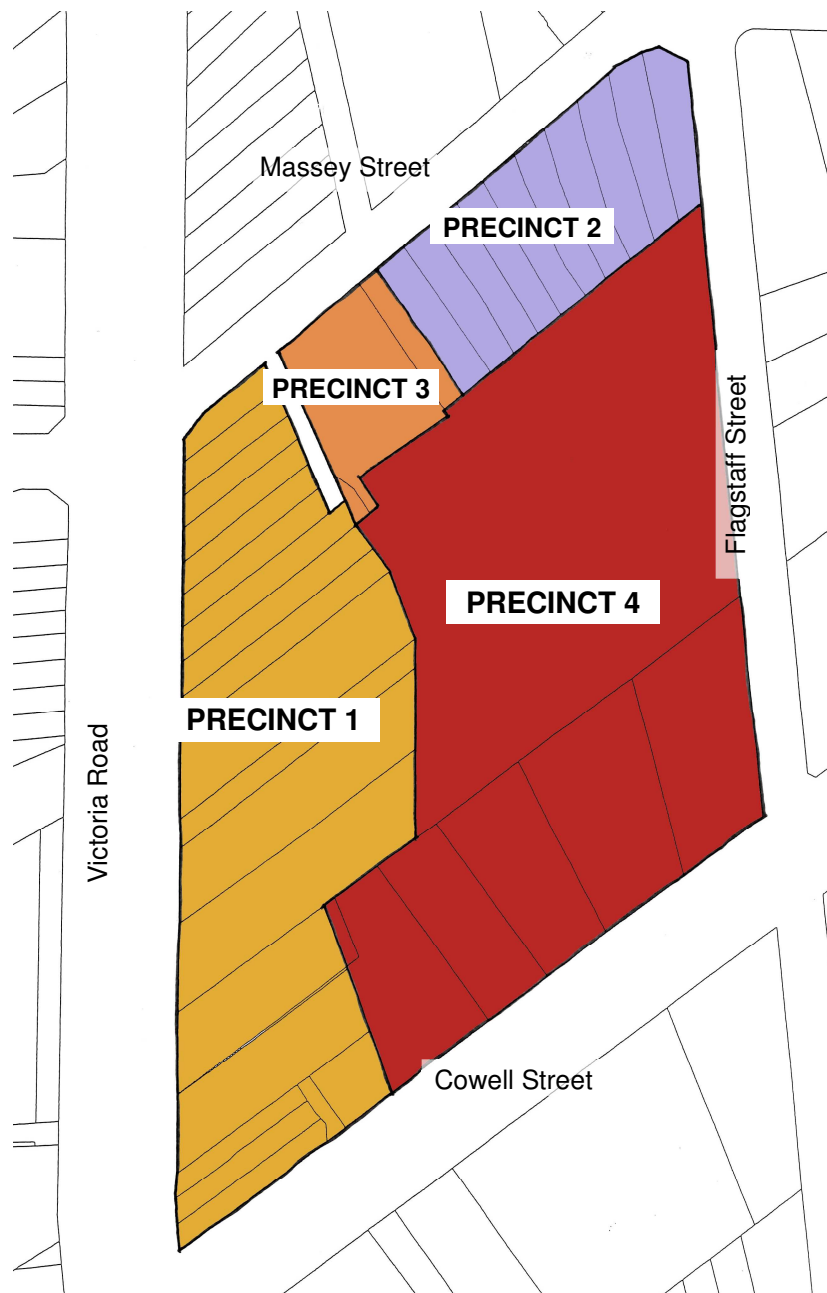 Massey Street
PRECINCT 2
PRECINCT 3
Flagstaff Street
PRECINCT 4
PRECINCT 1
Victoria Road
Cowell Street